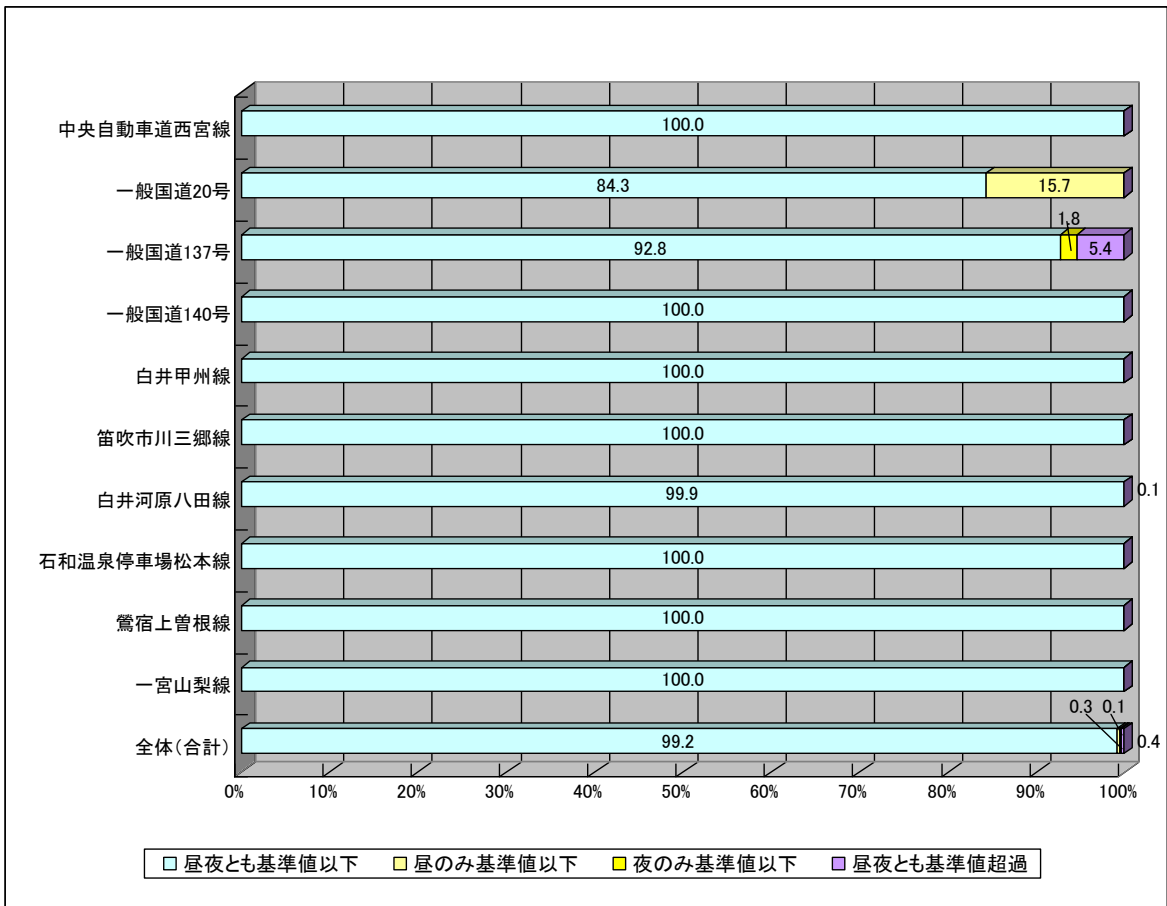 中央自動車道西宮線
100.0
一般国道20号
84.3 15.7
一般国道137号
92.8 1.8 5.4
一般国道140号
100.0
白井甲州線
100.0
笛吹市川三郷線
100.0
白井河原八田線
99.9 0.1
石和温泉停車場松本線
100.0
鶯宿上曽根線
100.0
一宮山梨線
100.0
全体(合計)
99.2 0.3 0.1 0.4
0% 10% 20% 30% 40% 50% 60% 70% 80% 90% 100%
昼夜とも基準値以下 昼のみ基準値以下 夜のみ基準値以下 昼夜とも基準値超過